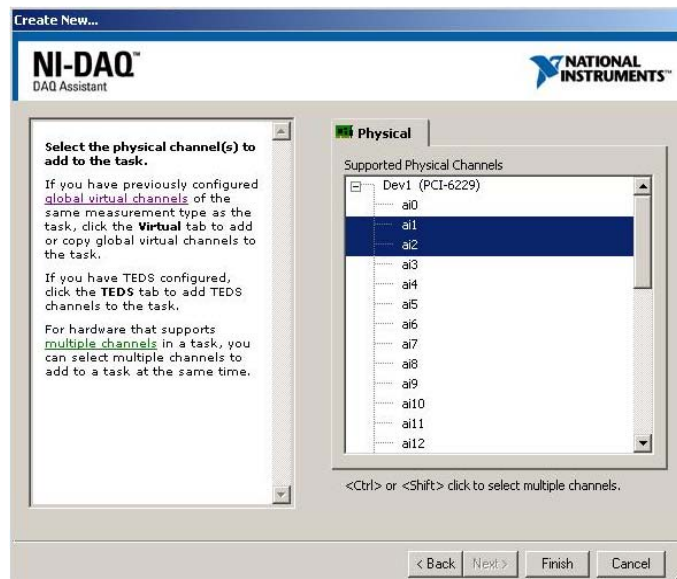 Create New...
NI-DAQ™
DAQ Assistant
NATIONAL
INSTRUMENTS™
Select the physical channel(s) to
add to the task.
If you have previously configured
global virtual channels of the
same measurement type as the
task, click the Virtual tab to add
or copy global virtual channels to
the task.
If you have TEDS configured,
click the TEDS tab to add TEDS
channels to the task.
For hardware that supports
multiple channels in a task, you
can select multiple channels to
add to a task at the same time.
Physical
Supported Physical Channels
Dev1 (PCI-6229)
ai0
ai1
ai2
ai3
ai4
ai5
ai6
ai7
ai8
ai9
ai10
ai11
ai12
<Ctrl> or <Shift> click to select multiple channels.
< Back Next > Finish Cancel